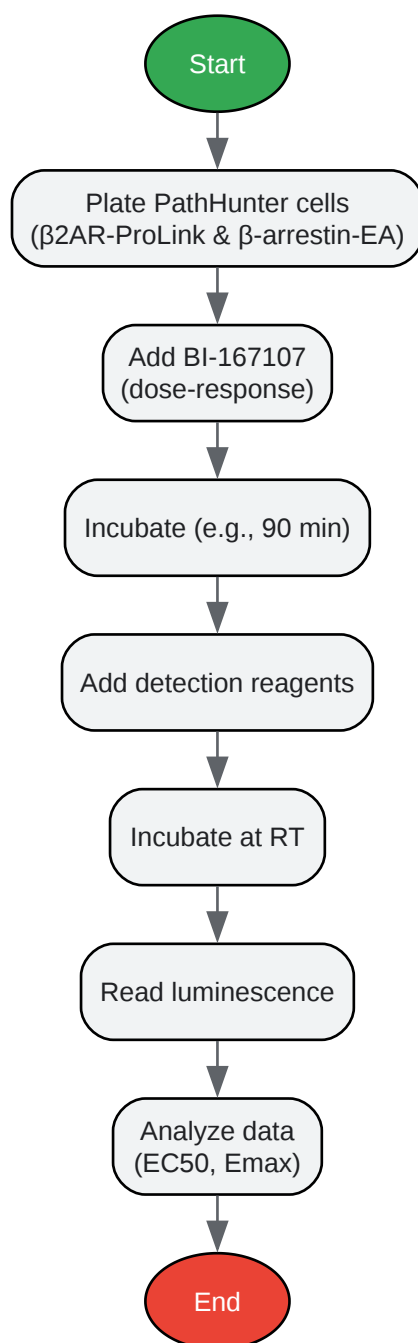 Start
Plate PathHunter cells
(β2AR-ProLink & β-arrestin-EA)
Add BI-167107
(dose-response)
Incubate (e.g., 90 min)
Add detection reagents
Incubate at RT
Read luminescence
Analyze data
(EC50, Emax)
End